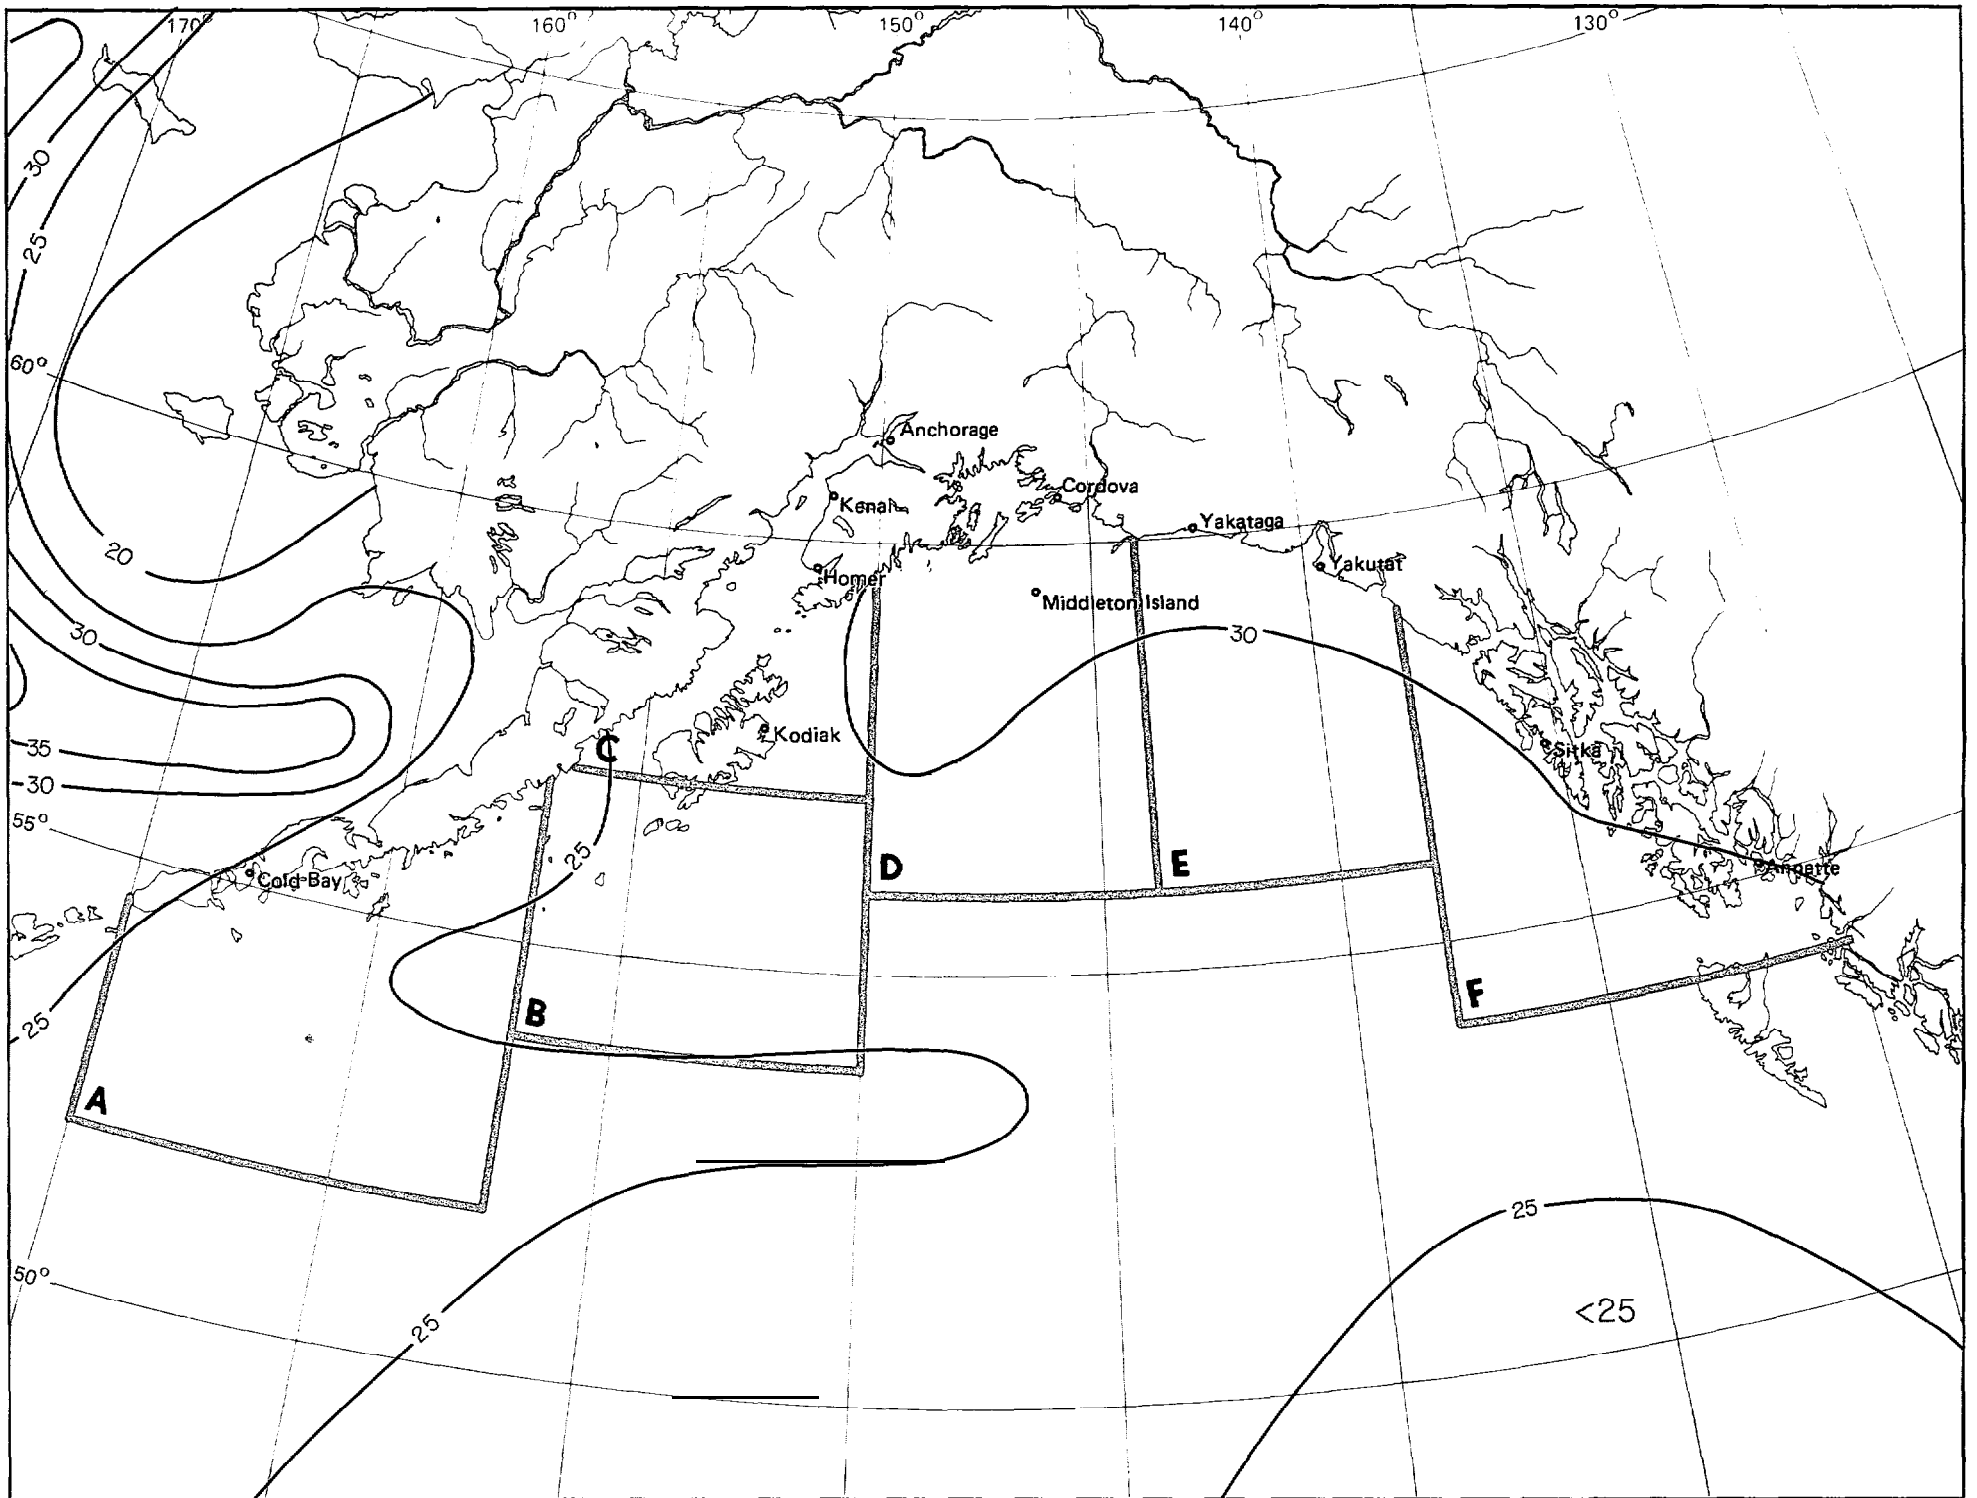 170°
160°
150°
140°
130°
30
25
60°
Anchorage
Cordova
Kenai
Yakataga
20
Yakutat
Homer
Middleton Island
30
30
Kodiak
C
Sitka
35
30
55°
25
D
E
Cold Bay
Annette
25
B
F
A
25
50°
25
<25